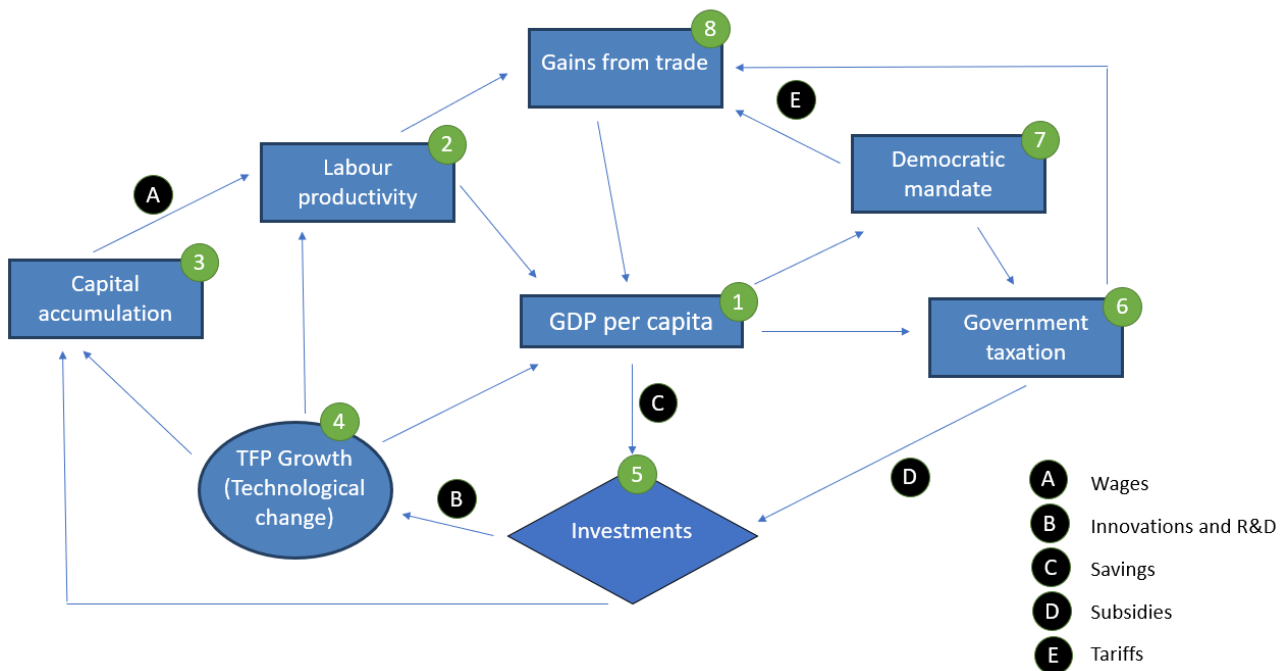 8
Gains from trade
E
2
7
Labour
productivity
Democratic
mandate
A
3
Capital
accumulation
1
GDP per capita
6
Government
taxation
C
4
TFP Growth
(Technological
change)
5
Investments
B
D
A Wages
B Innovations and R&D
C Savings
D Subsidies
E Tariffs